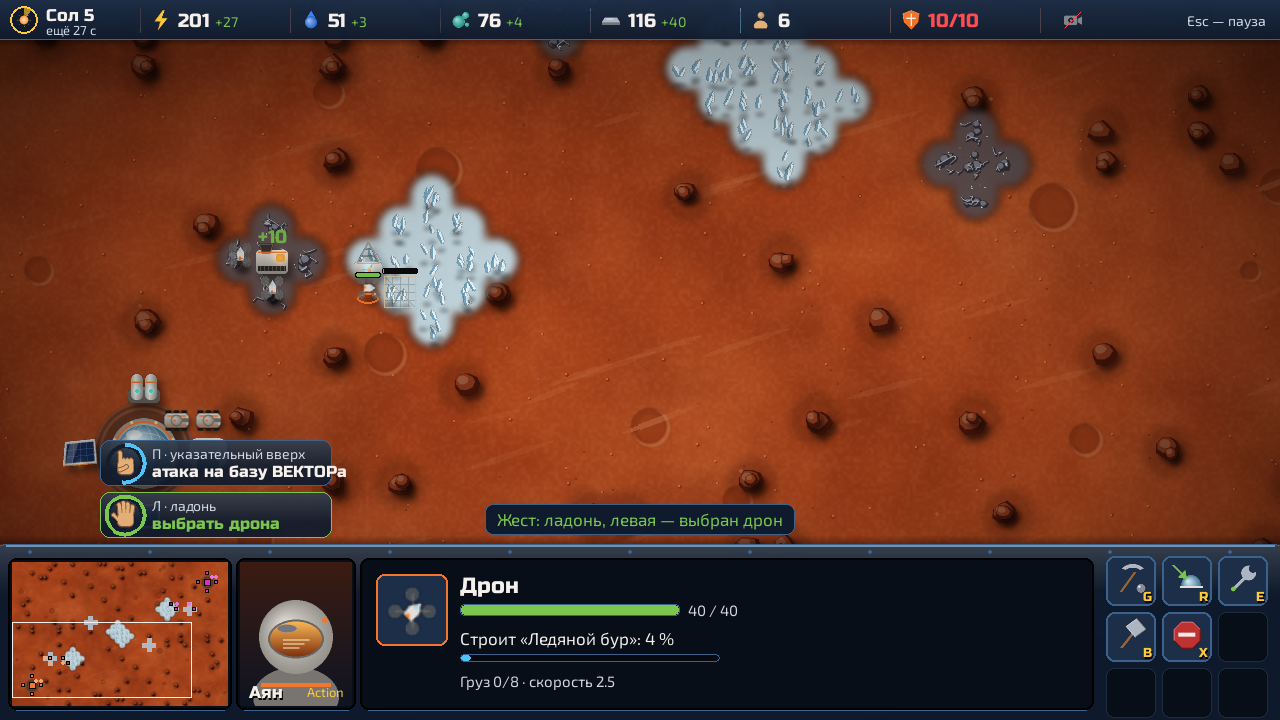 Сол 5
ещё 27 с
201 +27
51 +3
76 +4
116 +40
6
10/10
Esc — пауза
+10
П · указательный вверх
атака на базу ВЕКТОРа
Л · ладонь
выбрать дрона
Жест: ладонь, левая — выбран дрон
Аян
Action
Дрон
40 / 40
Строит «Ледяной бур»: 4 %
Груз 0/8 · скорость 2.5
G
R
E
B
X